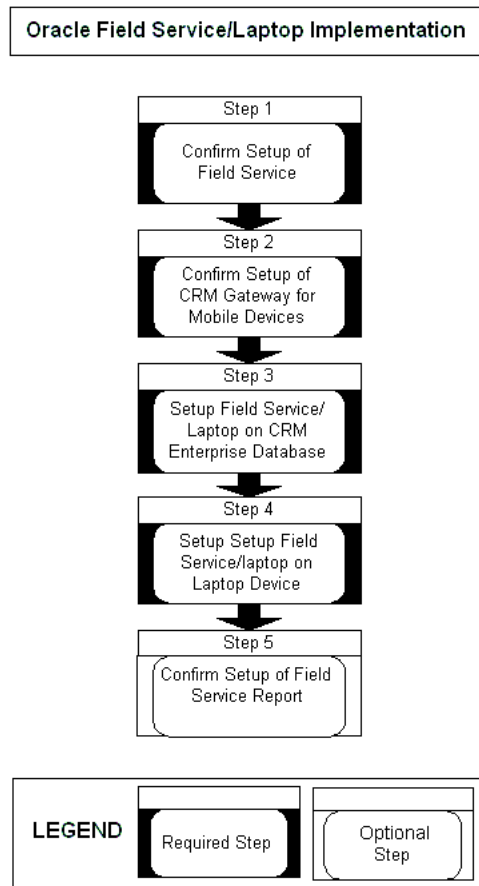 Oracle Field Service/Laptop Implementation
Step 1
Confirm Setup of
Field Service
Step 2
Confirm Setup of
CRM Gateway for
Mobile Devices
Step 3
Setup Field Service/
Laptop on CRM
Enterprise Database
Step 4
Setup Setup Field
Service/laptop on
Laptop Device
Step 5
Confirm Setup of Field
Service Report
LEGEND
Required Step
Optional
Step